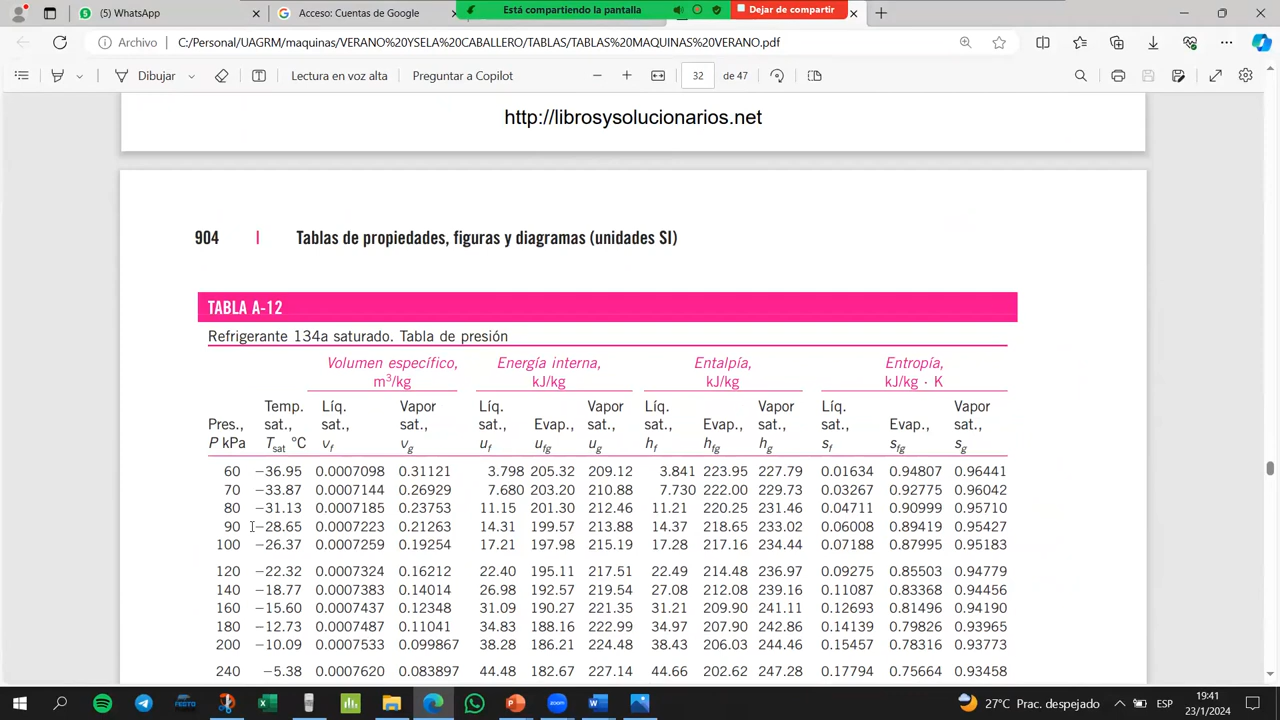 (5) WhatsApp
Acceso: Cuentas de Google
Está compartiendo la pantalla
Dejar de compartir
Archivo
C:/Personal/UAGRM/maquinas/VERANO%20YSELA%20CABALLERO/TABLA5/TABLAS%20MAQUINAS%20VERANO.pdf
Dibujar
Lectura en voz alta
Preguntar a Copilot
32
de 47
http://librosysolucionarios.net
904 | Tablas de propiedades, figuras y diagramas (unidades SI)
TABLA A-12
Refrigerante 134a saturado. Tabla de presión
Volumen específico, Energía interna, Entalpía, Entropía,
m³/kg kJ/kg kJ/kg kJ/kg · K
Temp. Líq. Vapor Líq. Vapor Líq. Vapor Líq. Vapor
Pres., sat., sat., sat., sat., Evap., sat., sat., Evap., sat., sat., Evap., sat.,
P kPa Tsat °C vf vg uf ufg ug hf hfg hg sf sfg sg
60 −36.95 0.0007098 0.31121 3.798 205.32 209.12 3.841 223.95 227.79 0.01634 0.94807 0.96441
70 −33.87 0.0007144 0.26929 7.680 203.20 210.88 7.730 222.00 229.73 0.03267 0.92775 0.96042
80 −31.13 0.0007185 0.23753 11.15 201.30 212.46 11.21 220.25 231.46 0.04711 0.90999 0.95710
90 −28.65 0.0007223 0.21263 14.31 199.57 213.88 14.37 218.65 233.02 0.06008 0.89419 0.95427
100 −26.37 0.0007259 0.19254 17.21 197.98 215.19 17.28 217.16 234.44 0.07188 0.87995 0.95183
120 −22.32 0.0007324 0.16212 22.40 195.11 217.51 22.49 214.48 236.97 0.09275 0.85503 0.94779
140 −18.77 0.0007383 0.14014 26.98 192.57 219.54 27.08 212.08 239.16 0.11087 0.83368 0.94456
160 −15.60 0.0007437 0.12348 31.09 190.27 221.35 31.21 209.90 241.11 0.12693 0.81496 0.94190
180 −12.73 0.0007487 0.11041 34.83 188.16 222.99 34.97 207.90 242.86 0.14139 0.79826 0.93965
200 −10.09 0.0007533 0.099867 38.28 186.21 224.48 38.43 206.03 244.46 0.15457 0.78316 0.93773
240 −5.38 0.0007620 0.083897 44.48 182.67 227.14 44.66 202.62 247.28 0.17794 0.75664 0.93458
27°C Prac. despejado
ESP
19:41
23/1/2024